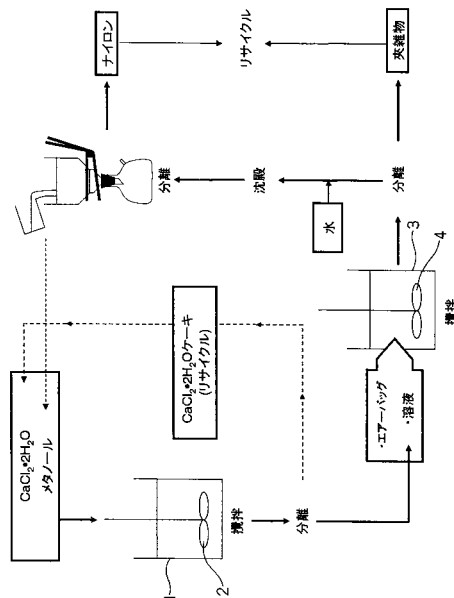 CaCl₂•2H₂O
メタノール
1
2
攪拌
分離
CaCl₂•2H₂Oケーキ
(リサイクル)
・エアーバッグ
・溶液
3
4
攪拌
分離
水
沈殿
分離
ナイロン
リサイクル
夾雑物